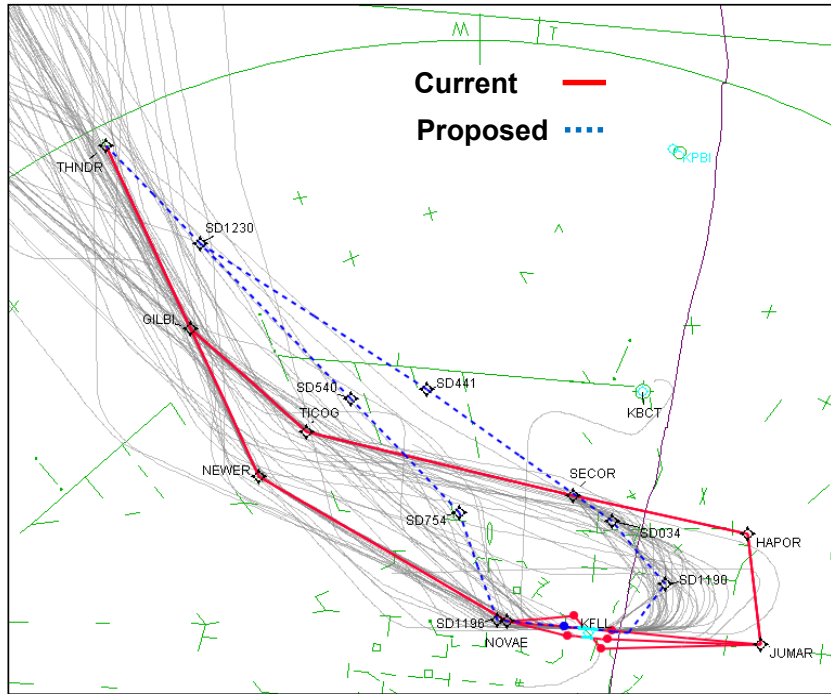 Current
Proposed
KPBI
THNDR
SD1230
GILBI
SD441
SD540
KBCT
TICOG
SECOR
NEWER
SD754
SD034
HAPOR
SD1190
SD1196
KFLL
NOVAE
JUMAR